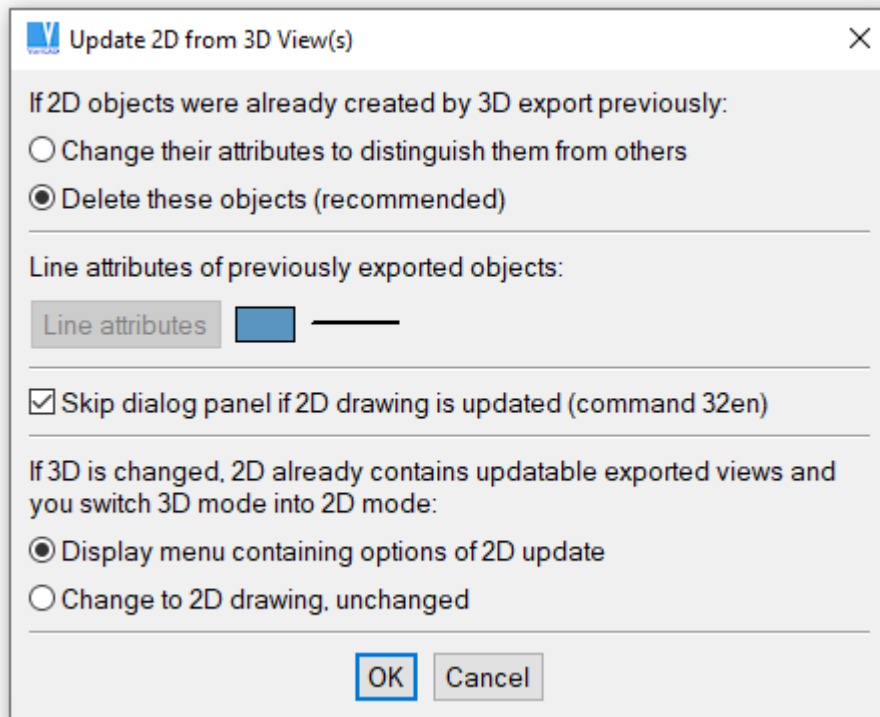 Update 2D from 3D View(s)
If 2D objects were already created by 3D export previously:
Change their attributes to distinguish them from others
Delete these objects (recommended)
Line attributes of previously exported objects:
Line attributes
Skip dialog panel if 2D drawing is updated (command 32en)
If 3D is changed, 2D already contains updatable exported views and
you switch 3D mode into 2D mode:
Display menu containing options of 2D update
Change to 2D drawing, unchanged
OK Cancel